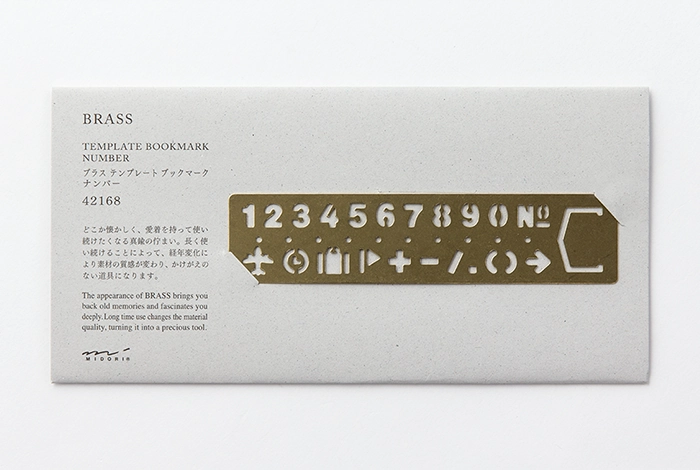 BRASS
TEMPLATE BOOKMARK
NUMBER
ブラス テンプレート ブックマーク
ナンバー
42168
どこか懐しく、愛着を持って使い
続けたくなる真鍮の佇まい。長く使
い続けることによって、経年変化に
より素材の質感が変わり、かけがえの
ない道具になります。
The appearance of BRASS brings you
back old memories and fascinates you
deeply. Long time use changes the material
quality, turning it into a precious tool.
MIDORI®
1234567890 No
+ - / . ( ) →